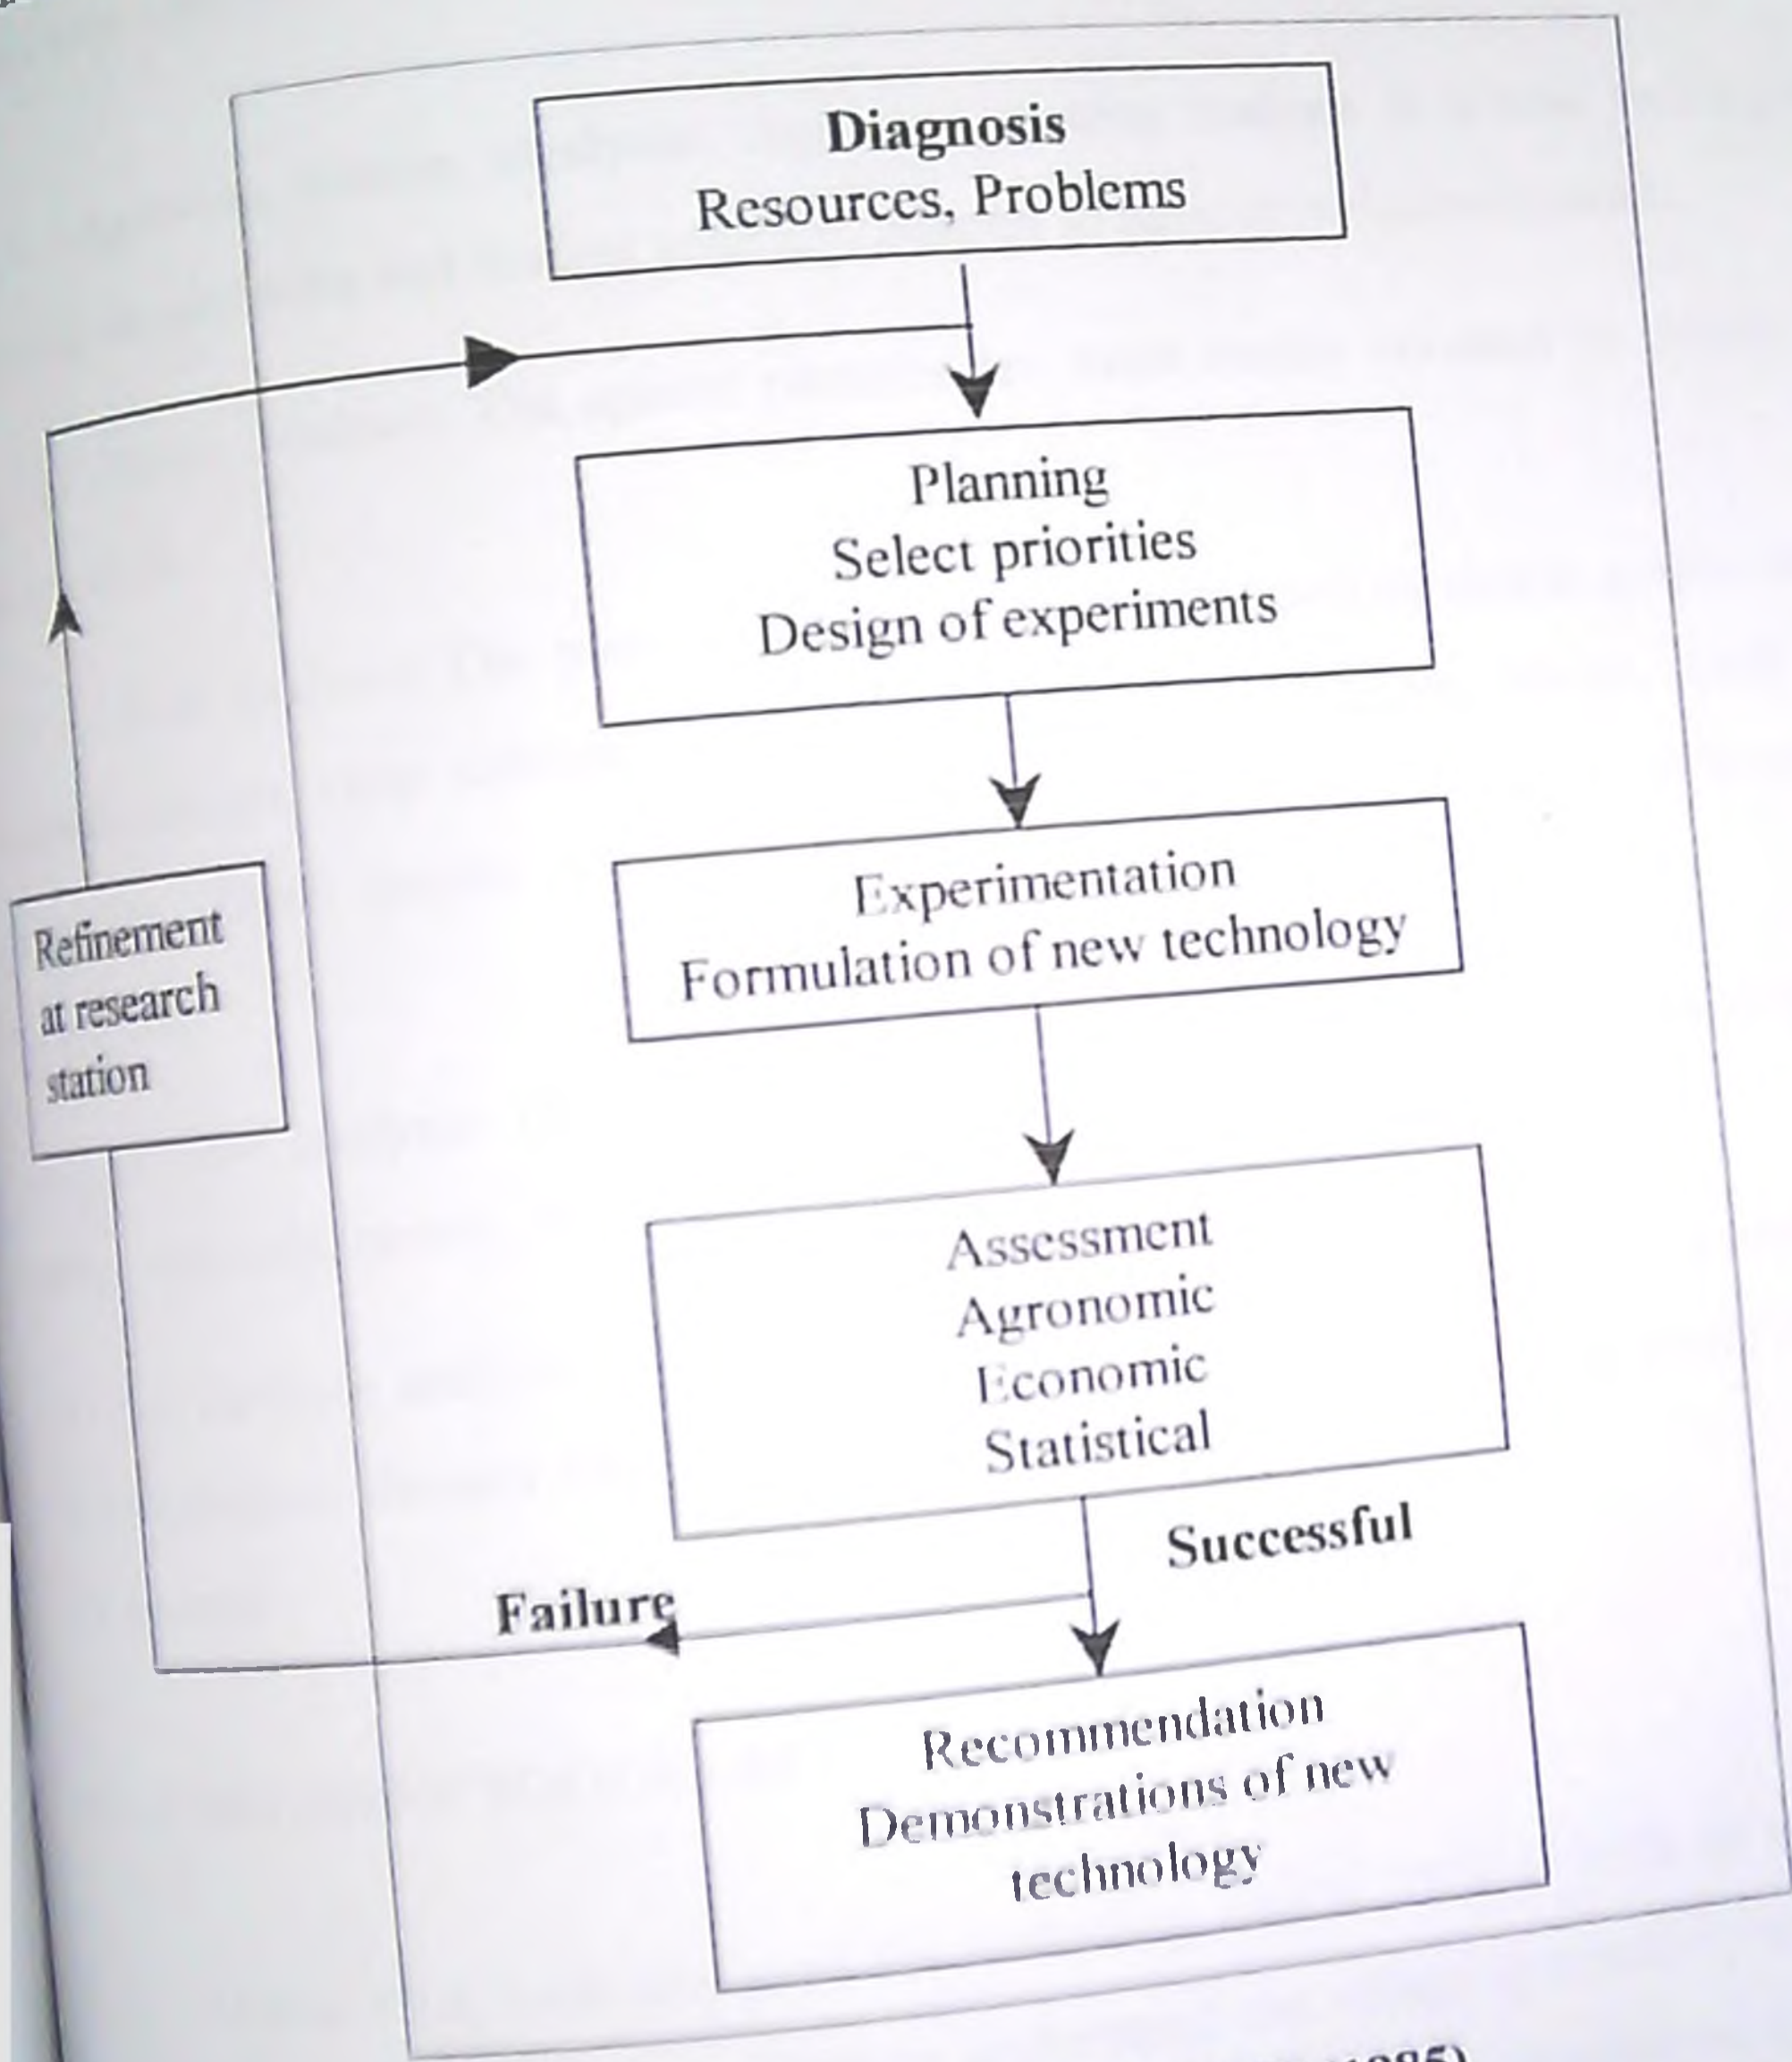 Diagnosis
Resources, Problems
Planning
Select priorities
Design of experiments
Experimentation
Formulation of new technology
Refinement
at research
station
Assessment
Agronomic
Economic
Statistical
Successful
Failure
Recommendation
Demonstrations of new
technology